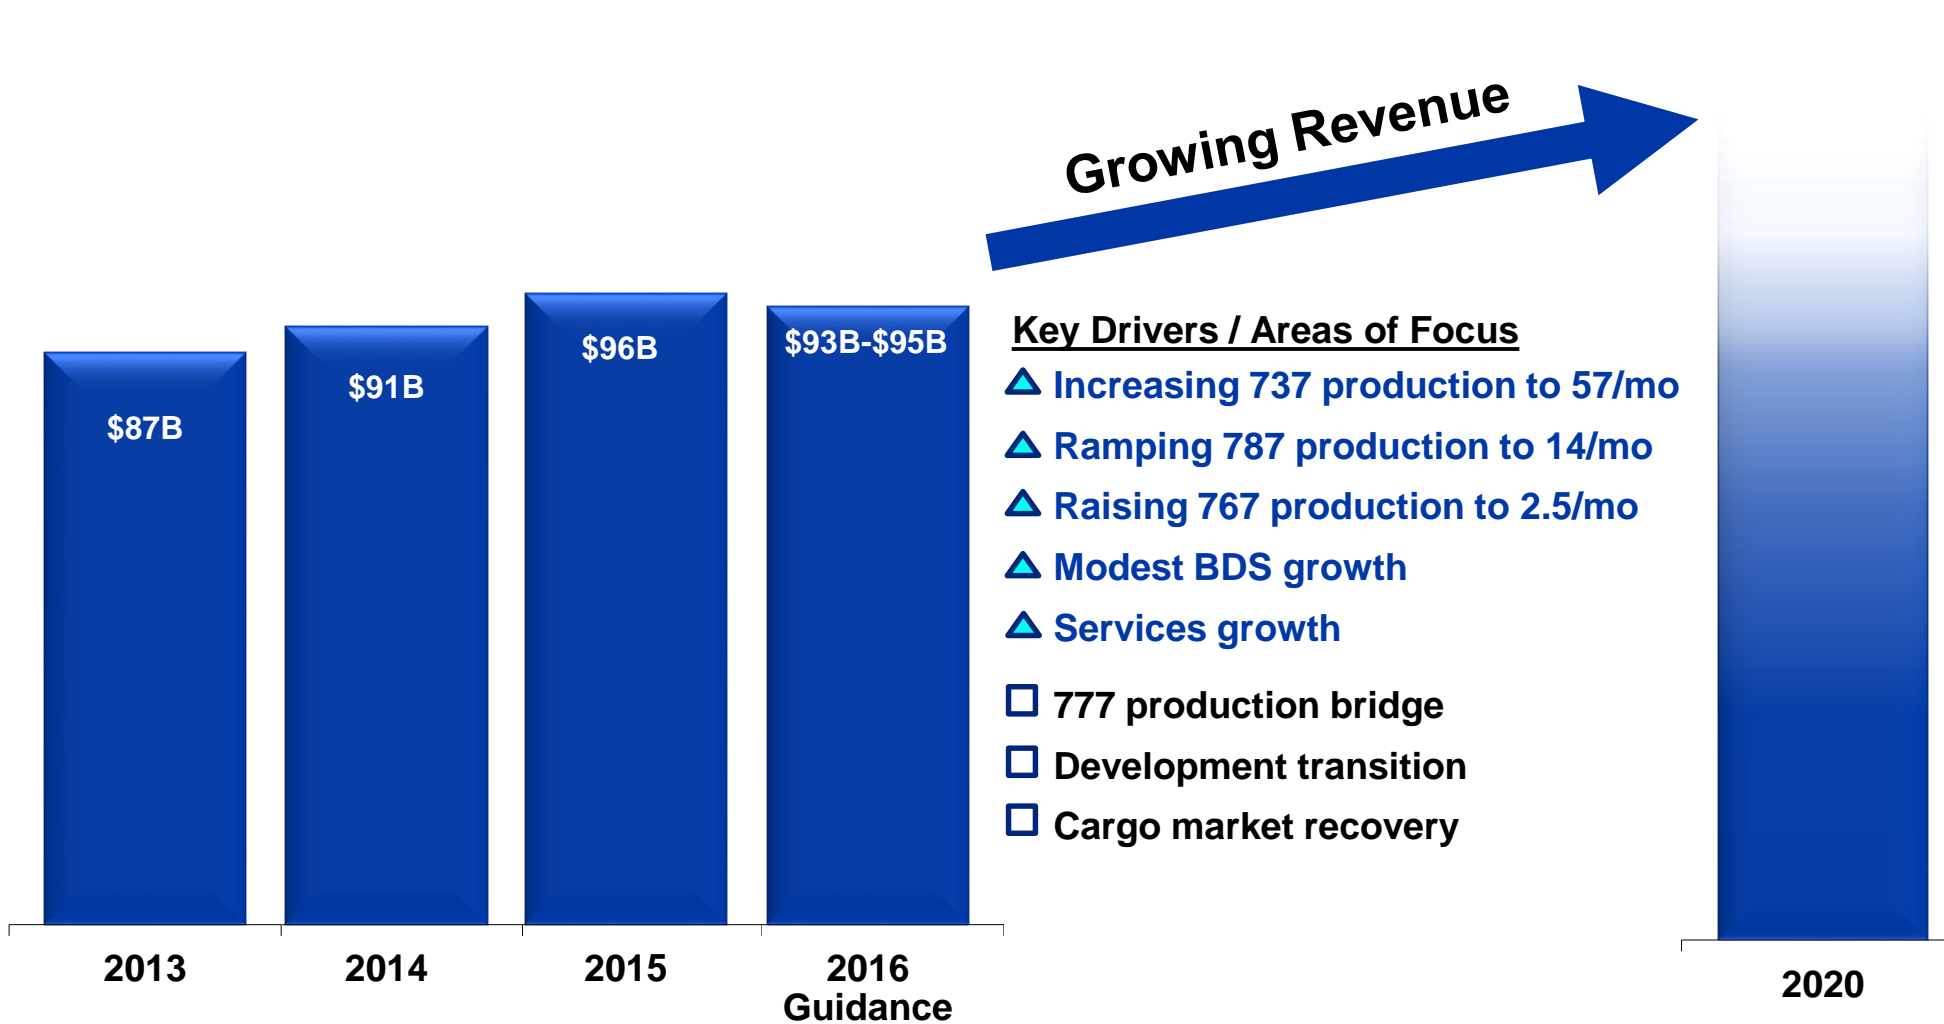 Growing Revenue
$87B
$91B
$96B
$93B-$95B
Key Drivers / Areas of Focus
Increasing 737 production to 57/mo
Ramping 787 production to 14/mo
Raising 767 production to 2.5/mo
Modest BDS growth
Services growth
777 production bridge
Development transition
Cargo market recovery
2013
2014
2015
2016
Guidance
2020